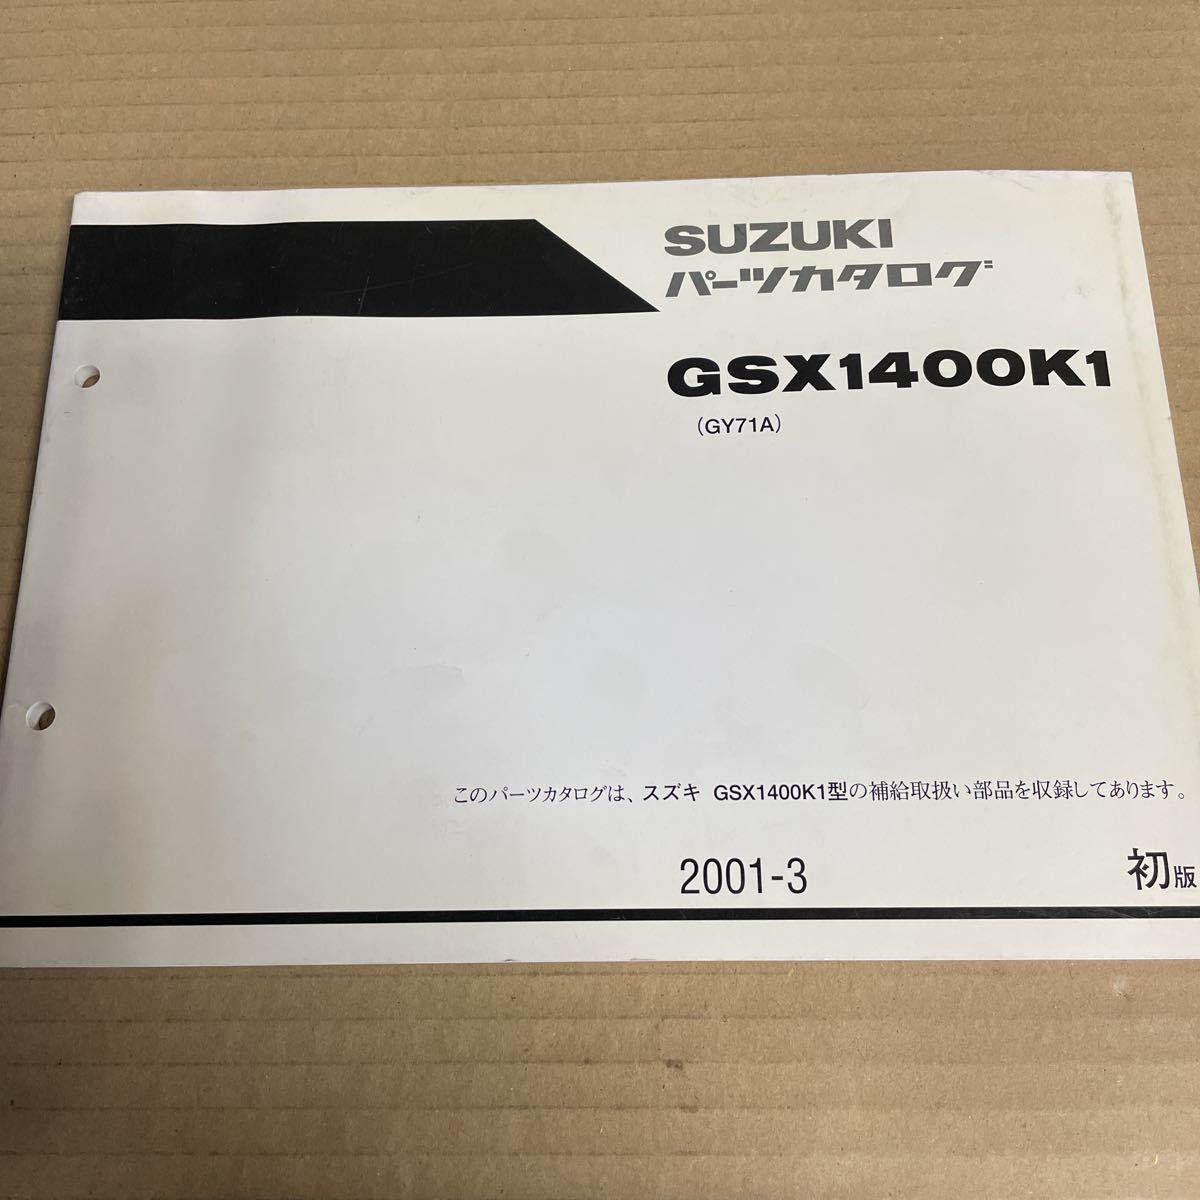 SUZUKI
パーツカタログ
GSX1400K1
(GY71A)
このパーツカタログは、スズキ GSX1400K1型の補給取扱い部品を収録してあります。
2001-3
初版